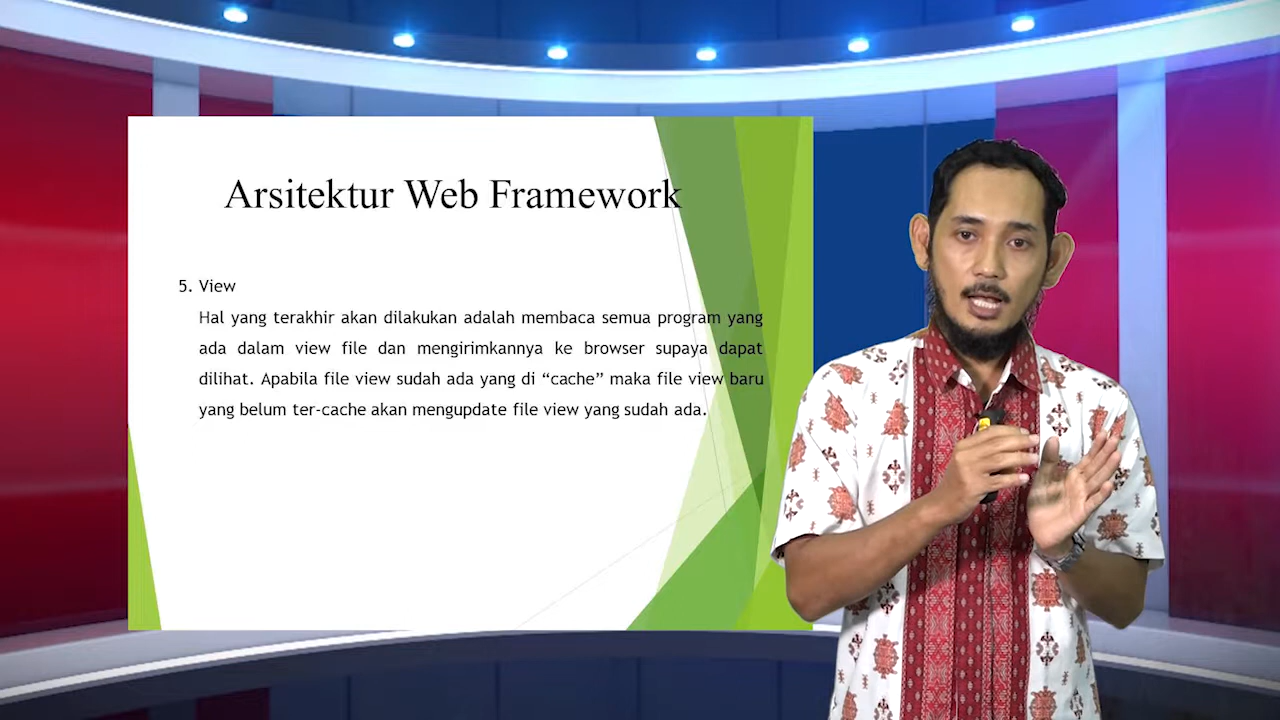 Arsitektur Web Framework
5. View
Hal yang terakhir akan dilakukan adalah membaca semua program yang
ada dalam view file dan mengirimkannya ke browser supaya dapat
dilihat. Apabila file view sudah ada yang di “cache” maka file view baru
yang belum ter-cache akan mengupdate file view yang sudah ada.